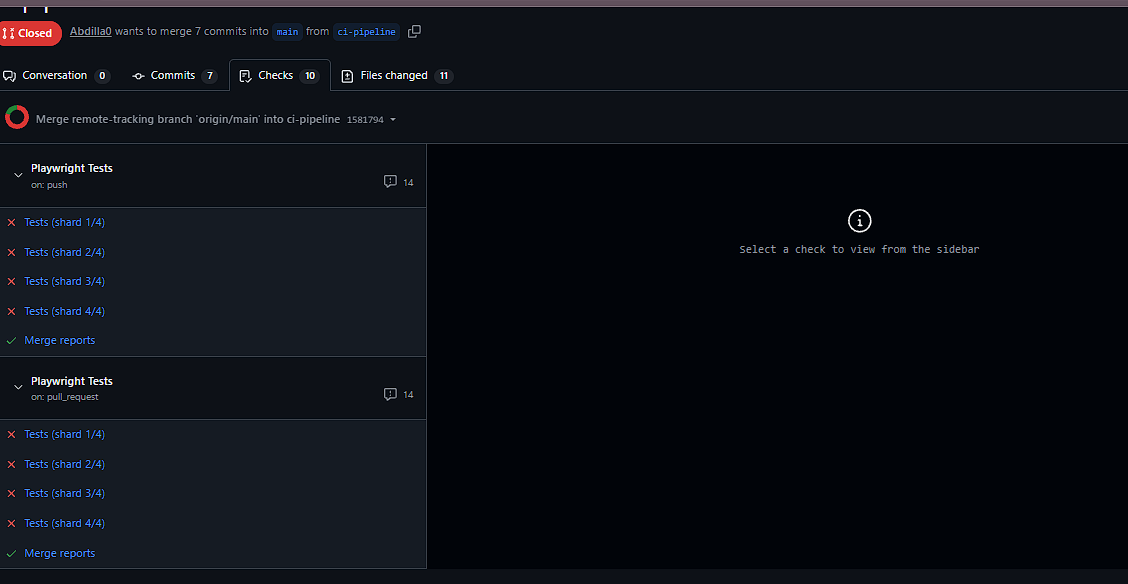 Closed
Abdilla0 wants to merge 7 commits into main from ci-pipeline
Conversation 0 Commits 7 Checks 10 Files changed 11
Merge remote-tracking branch 'origin/main' into ci-pipeline 1581794
Playwright Tests
on: push
14
Tests (shard 1/4)
Tests (shard 2/4)
Tests (shard 3/4)
Tests (shard 4/4)
Merge reports
Playwright Tests
on: pull_request
14
Tests (shard 1/4)
Tests (shard 2/4)
Tests (shard 3/4)
Tests (shard 4/4)
Merge reports
Select a check to view from the sidebar